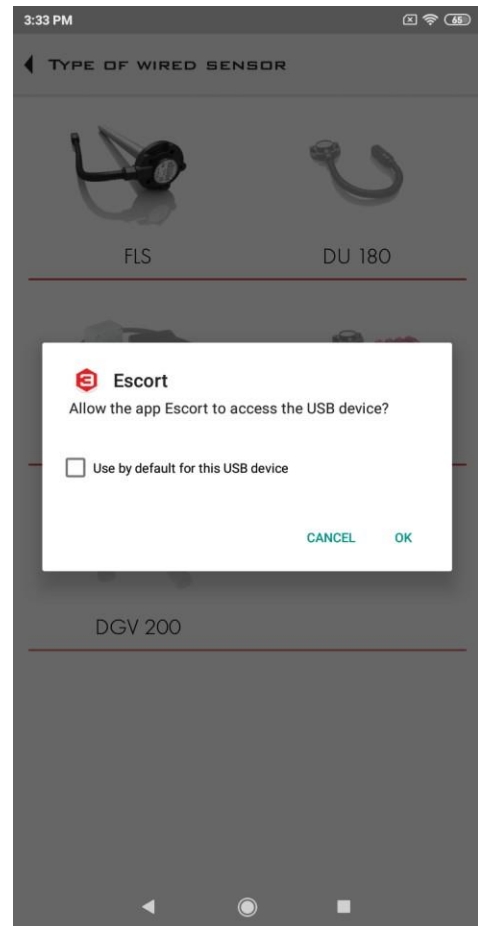 3:33 PM
65
TYPE OF WIRED SENSOR
FLS
DU 180
Escort
Allow the app Escort to access the USB device?
Use by default for this USB device
CANCEL
OK
DGV 200